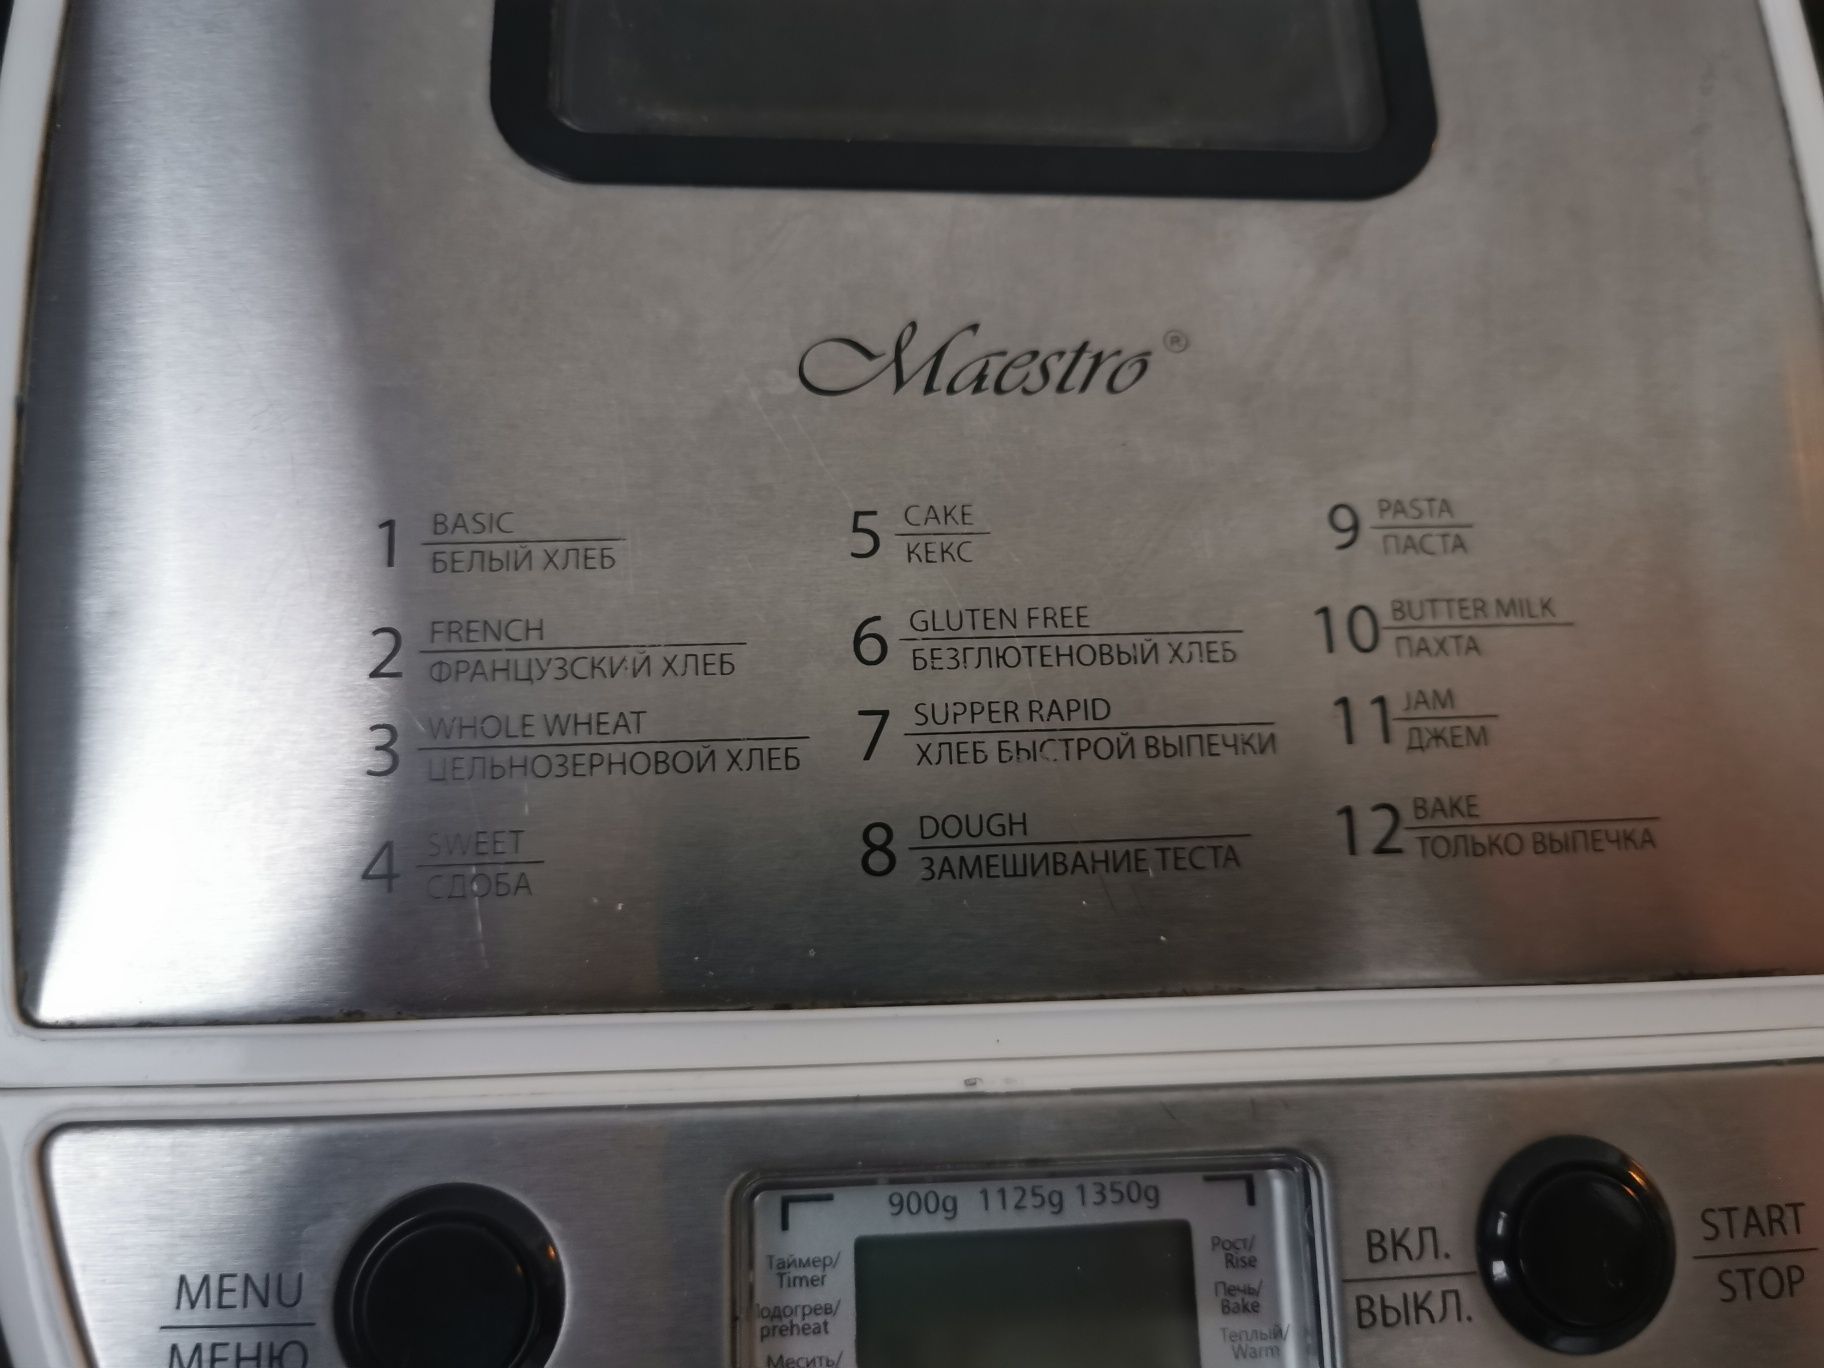 Maestro®
1 BASIC
БЕЛЫЙ ХЛЕБ
2 FRENCH
ФРАНЦУЗСКИЙ ХЛЕБ
3 WHOLE WHEAT
ЦЕЛЬНОЗЕРНОВОЙ ХЛЕБ
4 SWEET
СДОБА
5 CAKE
КЕКС
6 GLUTEN FREE
БЕЗГЛЮТЕНОВЫЙ ХЛЕБ
7 SUPPER RAPID
ХЛЕБ БЫСТРОЙ ВЫПЕЧКИ
8 DOUGH
ЗАМЕШИВАНИЕ ТЕСТА
9 PASTA
ПАСТА
10 BUTTER MILK
ПАХТА
11 JAM
ДЖЕМ
12 BAKE
ТОЛЬКО ВЫПЕЧКА
MENU
МЕНЮ
900g 1125g 1350g
Таймер/
Timer
Подогрев/
preheat
Месить/
Рост/
Rise
Печь/
Bake
Теплый/
Warm
ВКЛ.
ВЫКЛ.
START
STOP